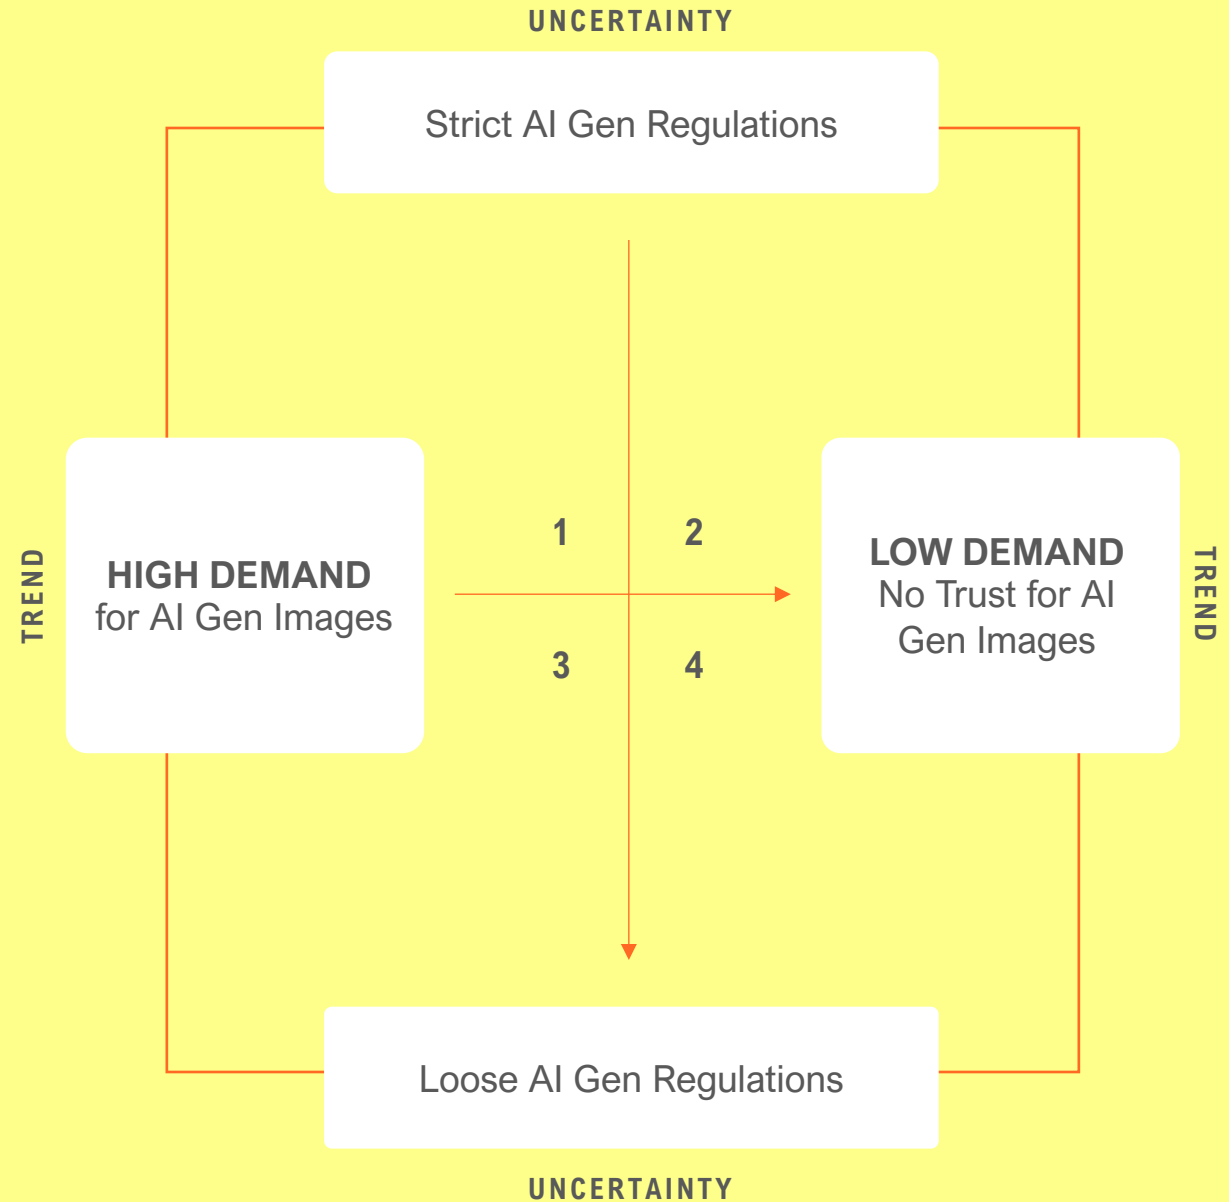 UNCERTAINTY
Strict AI Gen Regulations
TREND
HIGH DEMAND
for AI Gen Images
1
2
3
4
LOW DEMAND
No Trust for AI
Gen Images
TREND
Loose AI Gen Regulations
UNCERTAINTY